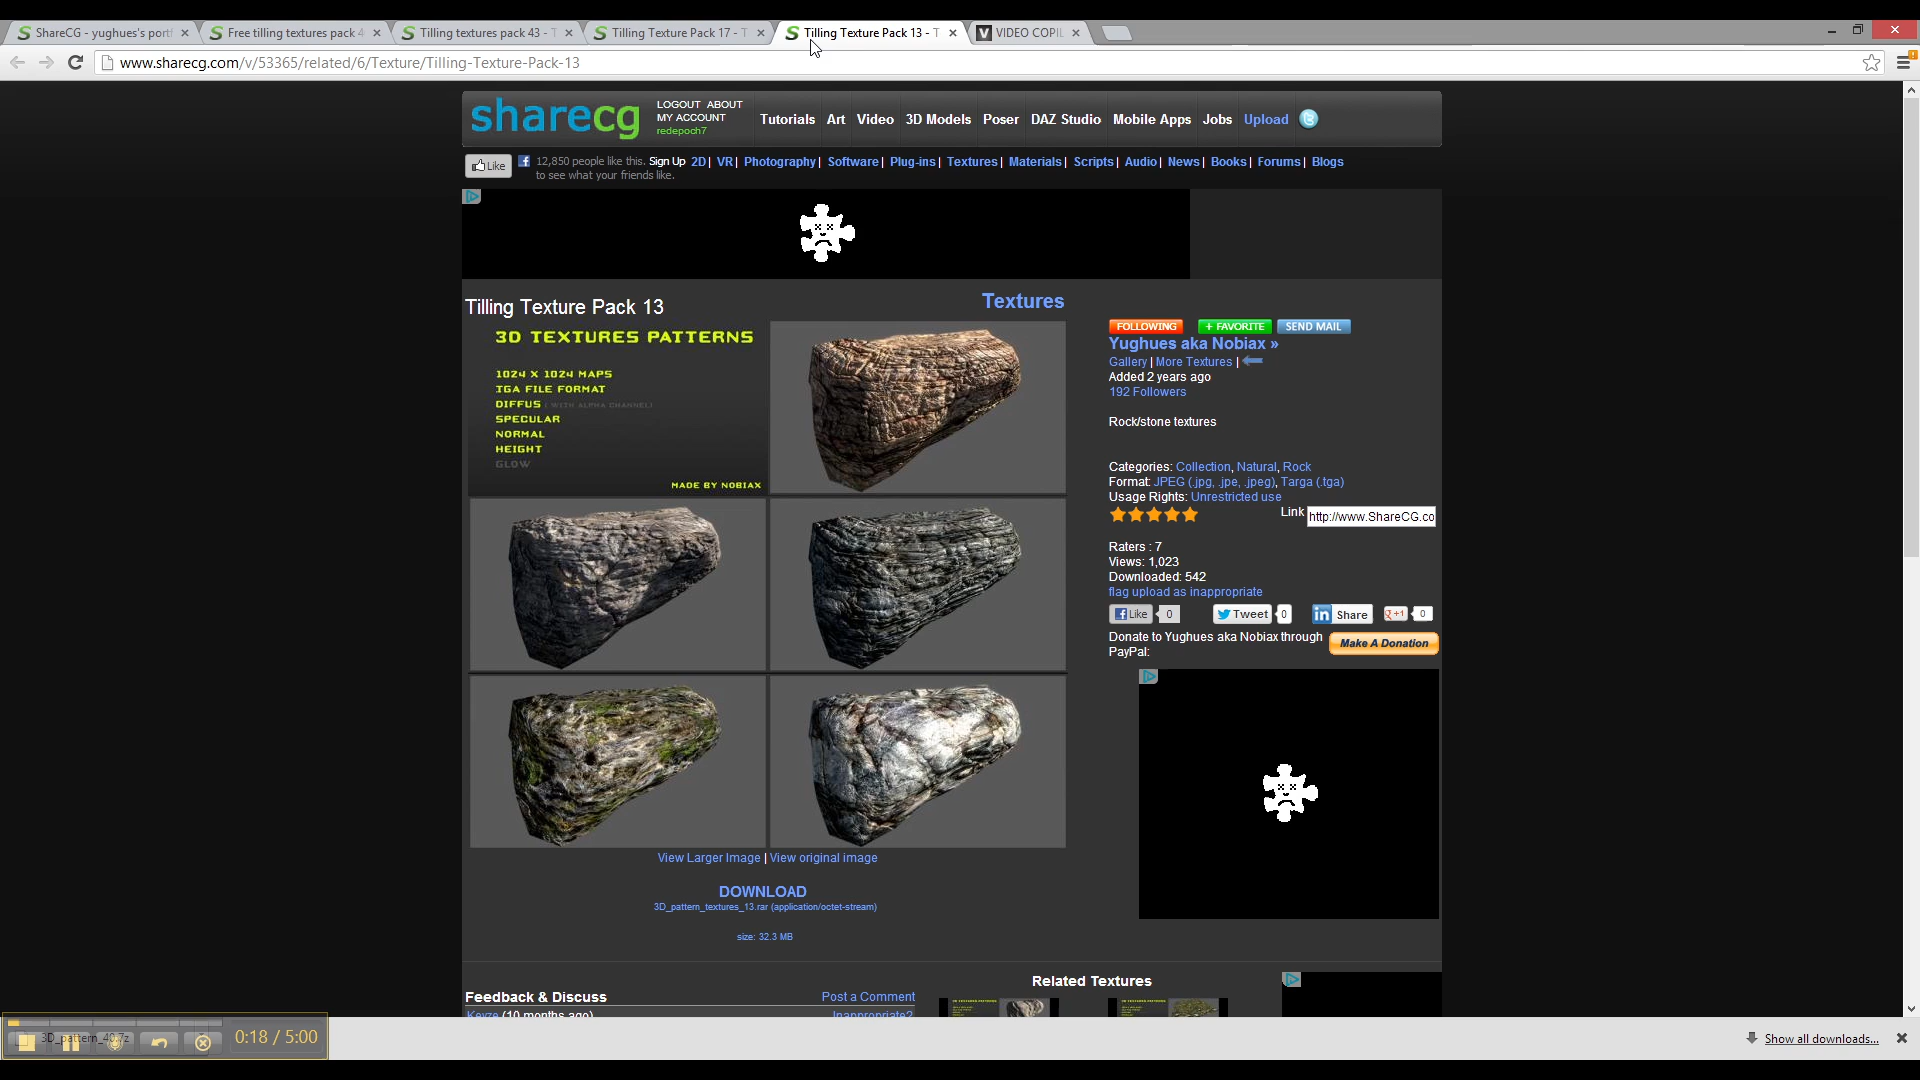 ShareCG - yughues's portf
Free tilling textures pack 4
Tilling textures pack 43 - T
Tilling Texture Pack 17 - T
Tilling Texture Pack 13 - T
VIDEO COPIL
www.sharecg.com/v/53365/related/6/Texture/Tilling-Texture-Pack-13
sharecg
LOGOUT ABOUT
MY ACCOUNT
redepoch7
Tutorials Art Video 3D Models Poser DAZ Studio Mobile Apps Jobs Upload
Like
12,850 people like this. Sign Up
to see what your friends like.
2D | VR | Photography | Software | Plug-ins | Textures | Materials | Scripts | Audio | News | Books | Forums | Blogs
Tilling Texture Pack 13
Textures
3D TEXTURES PATTERNS
1024 X 1024 MAPS
TGA FILE FORMAT
DIFFUS ( WITH ALPHA CHANNEL)
SPECULAR
NORMAL
HEIGHT
GLOW
MADE BY NOBIAX
FOLLOWING + FAVORITE SEND MAIL
Yughues aka Nobiax »
Gallery | More Textures |
Added 2 years ago
192 Followers
Rock/stone textures
Categories: Collection, Natural, Rock
Format: JPEG (.jpg, .jpe, .jpeg), Targa (.tga)
Usage Rights: Unrestricted use
Link http://www.ShareCG.co
Raters : 7
Views: 1,023
Downloaded: 542
flag upload as inappropriate
Like 0 Tweet 0 Share +1 0
Donate to Yughues aka Nobiax through
PayPal:
Make A Donation
View Larger Image | View original image
DOWNLOAD
3D_pattern_textures_13.rar (application/octet-stream)
size: 32.3 MB
Feedback & Discuss
Post a Comment
Related Textures
Keyze (10 months ago)
Inappropriate?
0:18 / 5:00
Show all downloads...